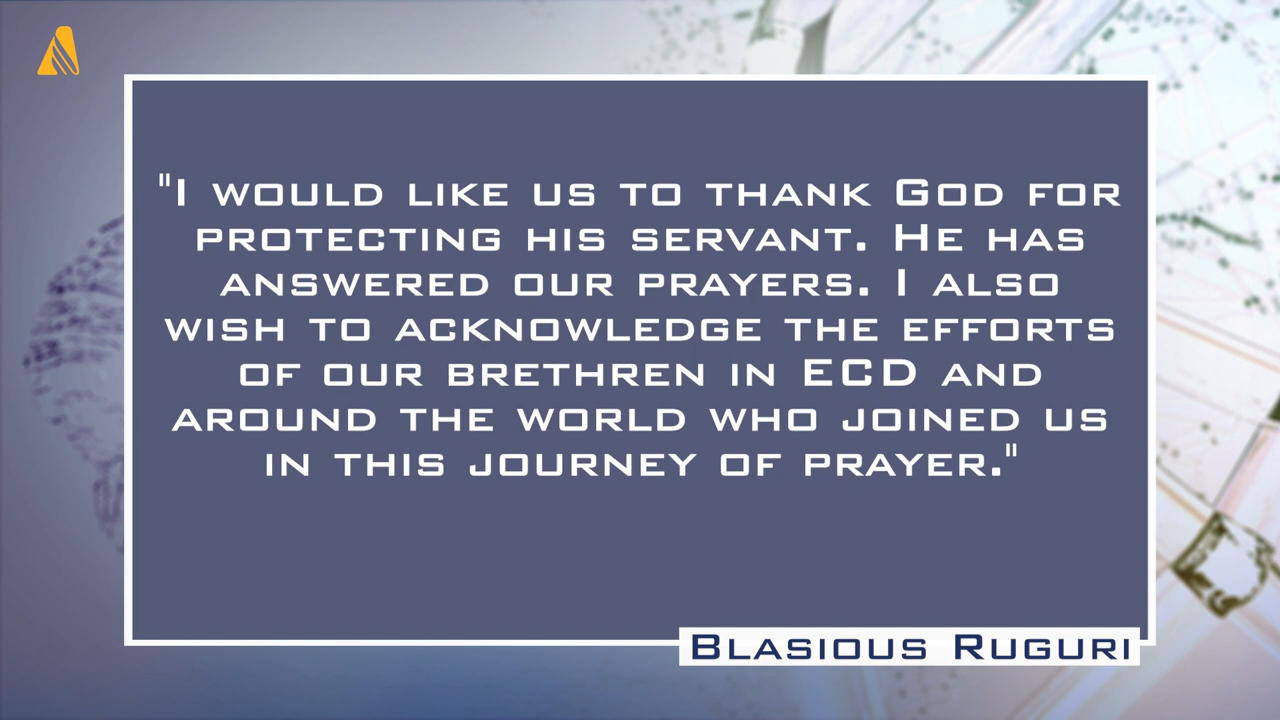 "I would like us to thank God for
protecting his servant. He has
answered our prayers. I also
wish to acknowledge the efforts
of our brethren in ECD and
around the world who joined us
in this journey of prayer."
Blasious Ruguri